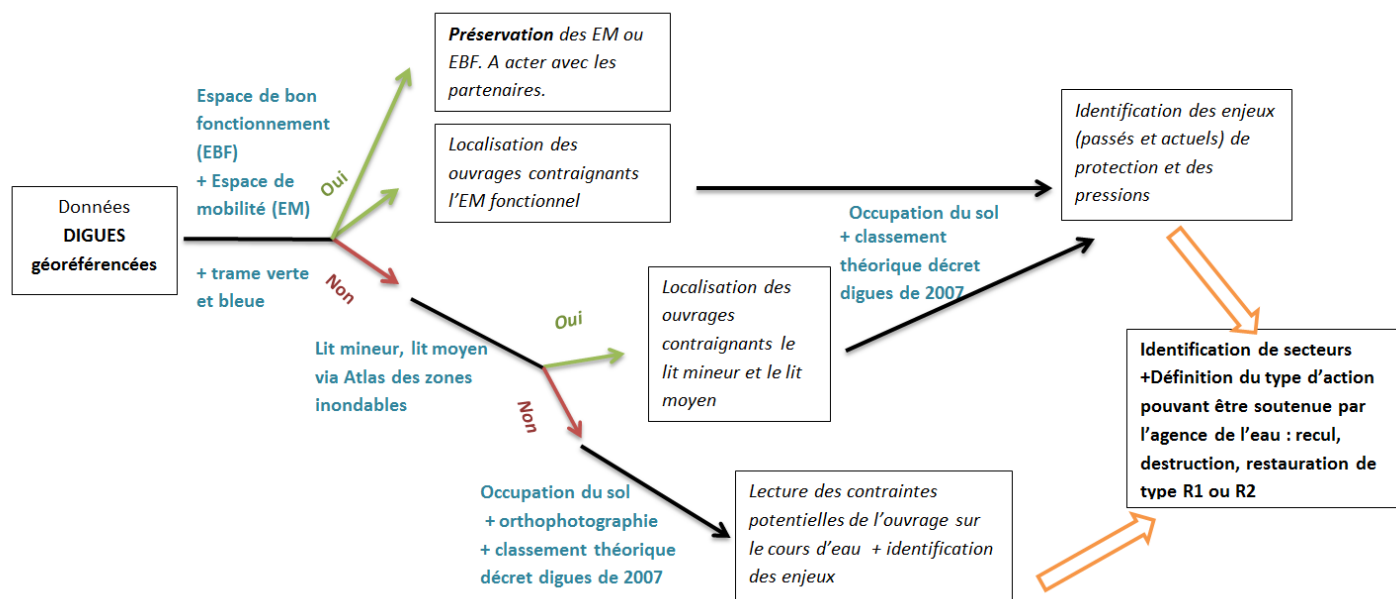 Préservation des EM ou
EBF. A acter avec les
partenaires.
Espace de bon
fonctionnement
(EBF)
+ Espace de
mobilité (EM)
Oui
Localisation des
ouvrages contraignants
l'EM fonctionnel
Identification des enjeux
(passés et actuels) de
protection et des
pressions
Données
DIGUES
géoréférencées
+ trame verte
et bleue
Non
Occupation du sol
+ classement
théorique décret
digues de 2007
Localisation des
ouvrages
contraignants le
lit mineur et le lit
moyen
Oui
Lit mineur, lit moyen
via Atlas des zones
inondables
Non
Identification de secteurs
+Définition du type d'action
pouvant être soutenue par
l'agence de l'eau : recul,
destruction, restauration de
type R1 ou R2
Occupation du sol
+ orthophotographie
+ classement théorique
décret digues de 2007
Lecture des contraintes
potentielles de l'ouvrage sur
le cours d'eau + identification
des enjeux